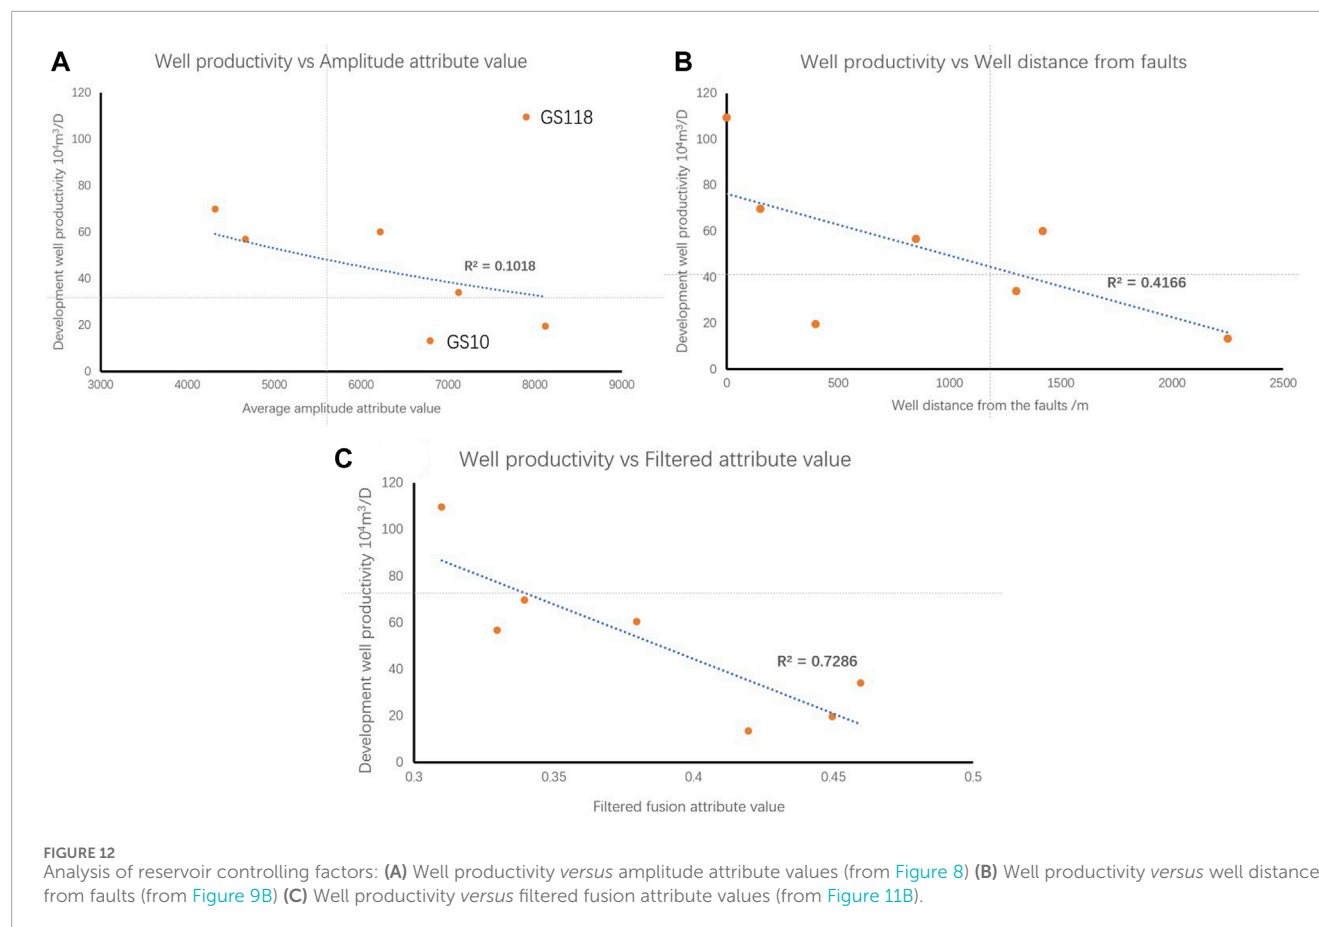 A
Well productivity vs Amplitude attribute value
Development well productivity 10⁴m³/D
120
100
80
60
40
20
0
GS118
R² = 0.1018
GS10
3000 4000 5000 6000 7000 8000 9000
Average amplitude attribute value
B
Well productivity vs Well distance from faults
Development well productivity 10⁴m³/D
120
100
80
60
40
20
0
R² = 0.4166
0 500 1000 1500 2000 2500
Well distance from the faults /m
C
Well productivity vs Filtered attribute value
Development well productivity 10⁴m³/D
120
100
80
60
40
20
0
R² = 0.7286
0.3 0.35 0.4 0.45 0.5
Filtered fusion attribute value
FIGURE 12
Analysis of reservoir controlling factors: (A) Well productivity versus amplitude attribute values (from Figure 8) (B) Well productivity versus well distance
from faults (from Figure 9B) (C) Well productivity versus filtered fusion attribute values (from Figure 11B).